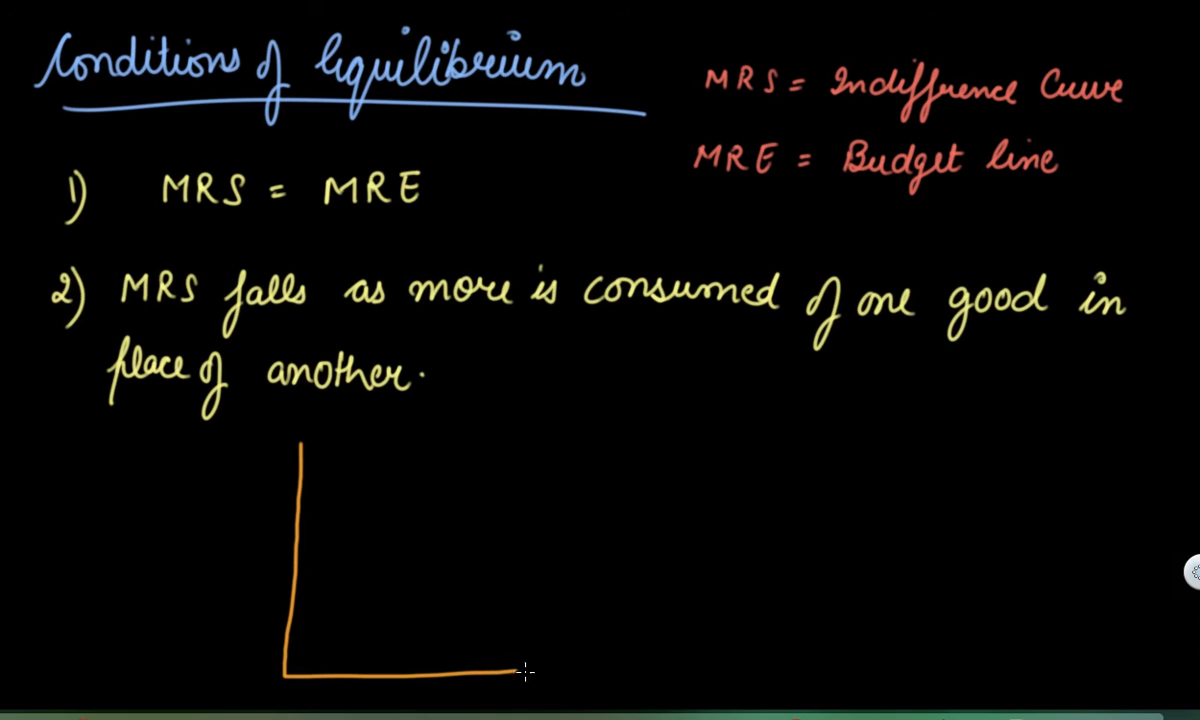 Conditions of Equilibrium
MRS = Indifference Curve
MRE = Budget line
1) MRS = MRE
2) MRS falls as more is consumed of one good in
place of another.